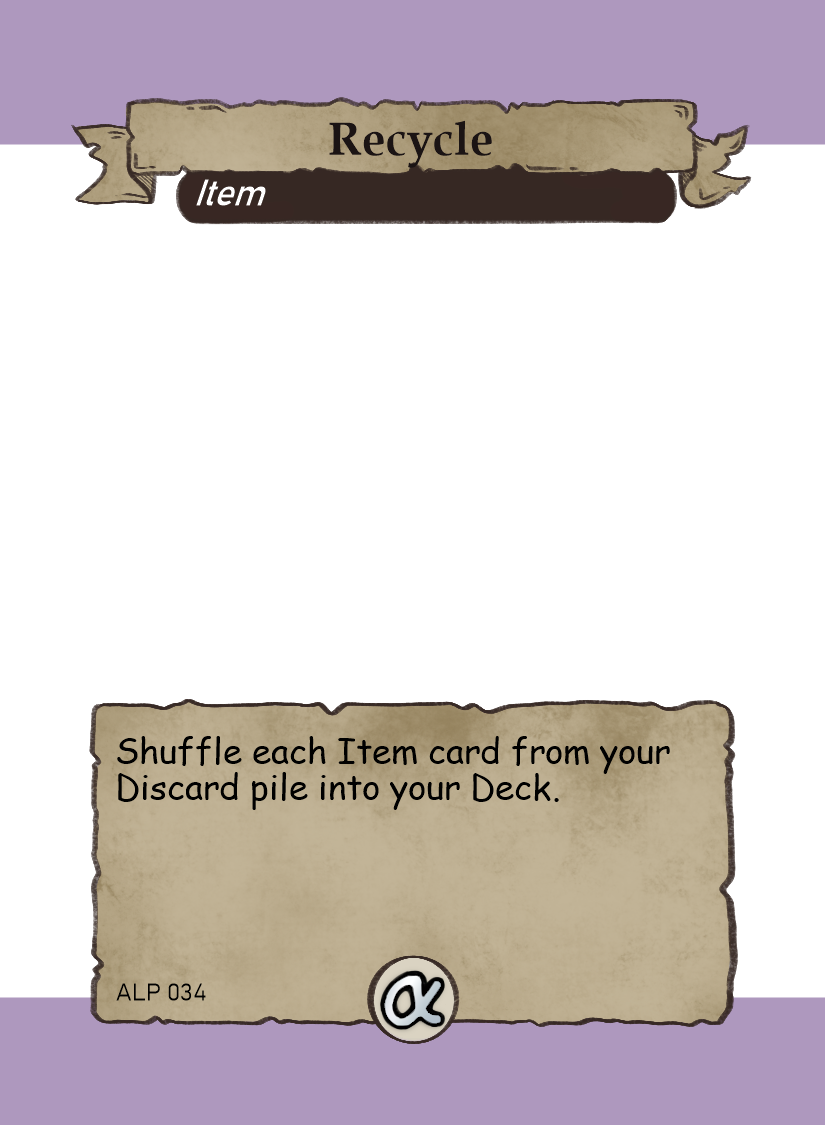 Recycle
Item
Shuffle each Item card from your
Discard pile into your Deck.
ALP 034
α